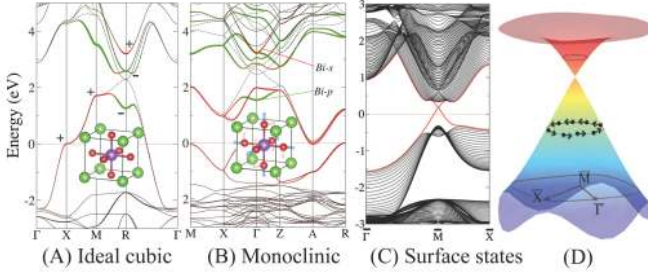 4
2
0
-2
Energy (eV)
+
+
+
-
-
Γ X M R Γ
4
2
0
2
Bi-s
Bi-p
M X Γ Z A R
3
2
1
0
-1
-2
-3
Γ̄ M̄ X̄
M̄
X̄
Γ̄
(A) Ideal cubic (B) Monoclinic (C) Surface states (D)